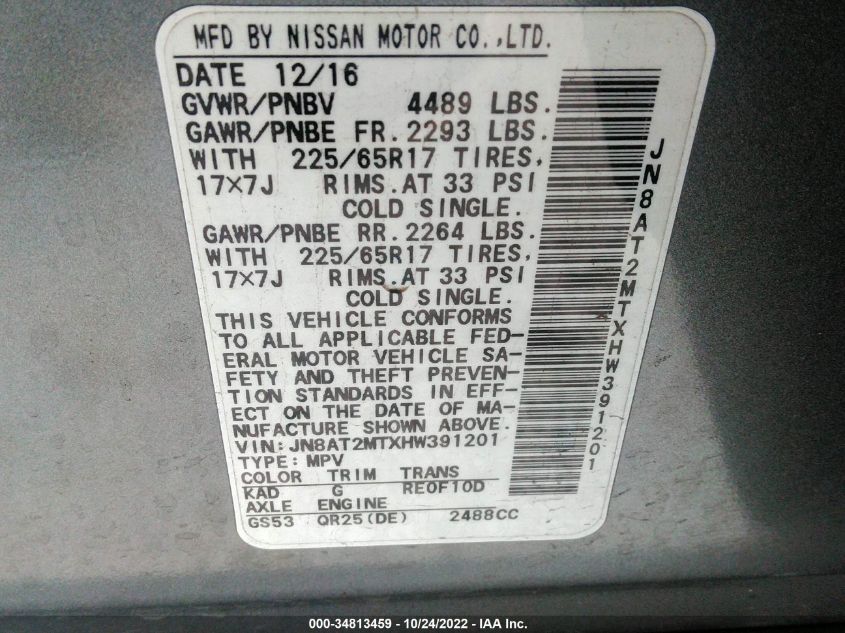 MFD BY NISSAN MOTOR CO.,LTD.
DATE 12/16
GVWR/PNBV 4489 LBS.
GAWR/PNBE FR. 2293 LBS.
WITH 225/65R17 TIRES,
17×7J RIMS.AT 33 PSI
COLD SINGLE.
GAWR/PNBE RR. 2264 LBS.
WITH 225/65R17 TIRES,
17×7J RIMS.AT 33 PSI
COLD SINGLE.
THIS VEHICLE CONFORMS
TO ALL APPLICABLE FED-
ERAL MOTOR VEHICLE SA-
FETY AND THEFT PREVEN-
TION STANDARDS IN EFF-
ECT ON THE DATE OF MA-
NUFACTURE SHOWN ABOVE.
VIN:JN8AT2MTXHW391201
TYPE:MPV
COLOR TRIM TRANS
KAD G RE0F10D
AXLE ENGINE
GS53 QR25(DE) 2488CC
JN8AT2MTXHW391201
000-34813459 - 10/24/2022 - IAA Inc.